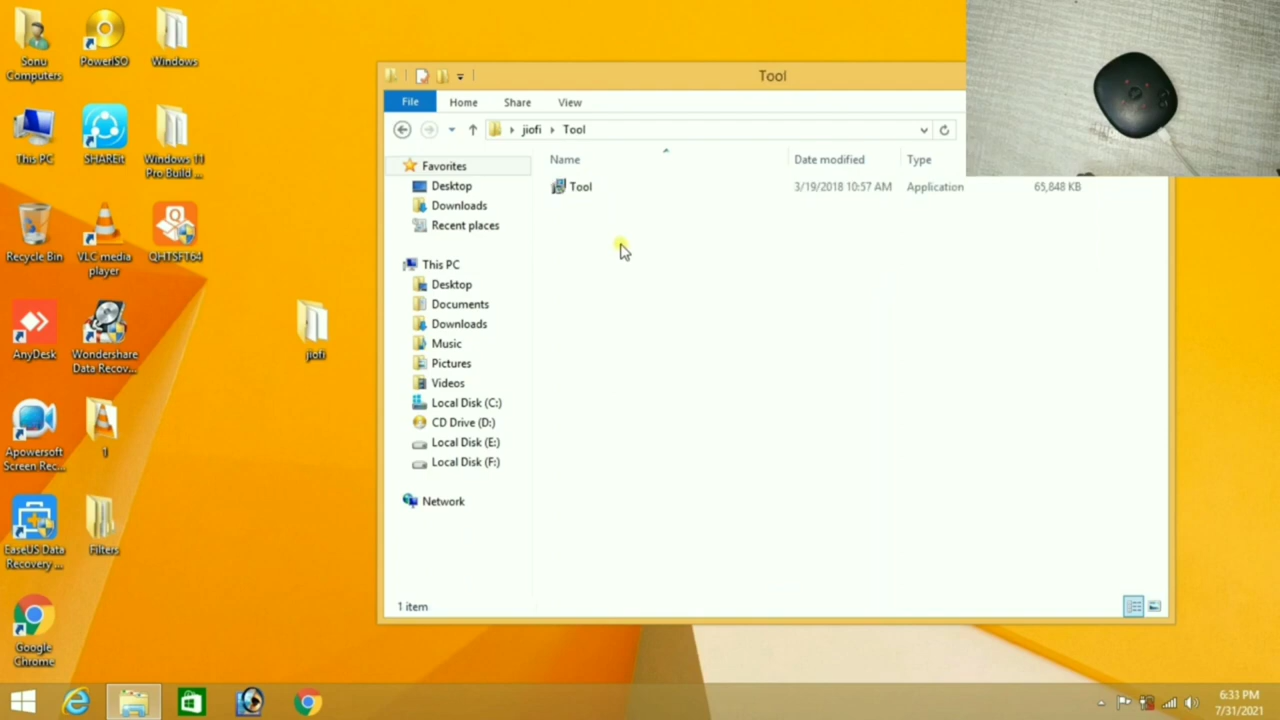 Sonu
Computers
PowerISO
Windows
This PC
SHAREit
Windows 11
Pro Build ...
Recycle Bin
VLC media
player
QHTSFT64
AnyDesk
Wondershare
Data Recov...
jiofi
Apowersoft
Screen Rec...
1
EaseUS Data
Recovery ...
Filters
Google
Chrome
Tool
File
Home
Share
View
jiofi
Tool
Name
Date modified
Type
Tool
3/19/2018 10:57 AM
Application
65,848 KB
Favorites
Desktop
Downloads
Recent places
This PC
Desktop
Documents
Downloads
Music
Pictures
Videos
Local Disk (C:)
CD Drive (D:)
Local Disk (E:)
Local Disk (F:)
Network
1 item
6:33 PM
7/31/2021